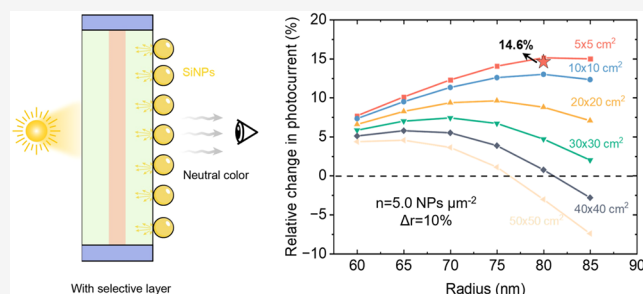 SiNPs
Neutral color
With selective layer
Relative change in photocurrent (%)
20
15
10
5
0
−5
−10
14.6%
5x5 cm²
10x10 cm²
20x20 cm²
30x30 cm²
40x40 cm²
50x50 cm²
n=5.0 NPs μm⁻²
Δr=10%
60 65 70 75 80 85 90
Radius (nm)